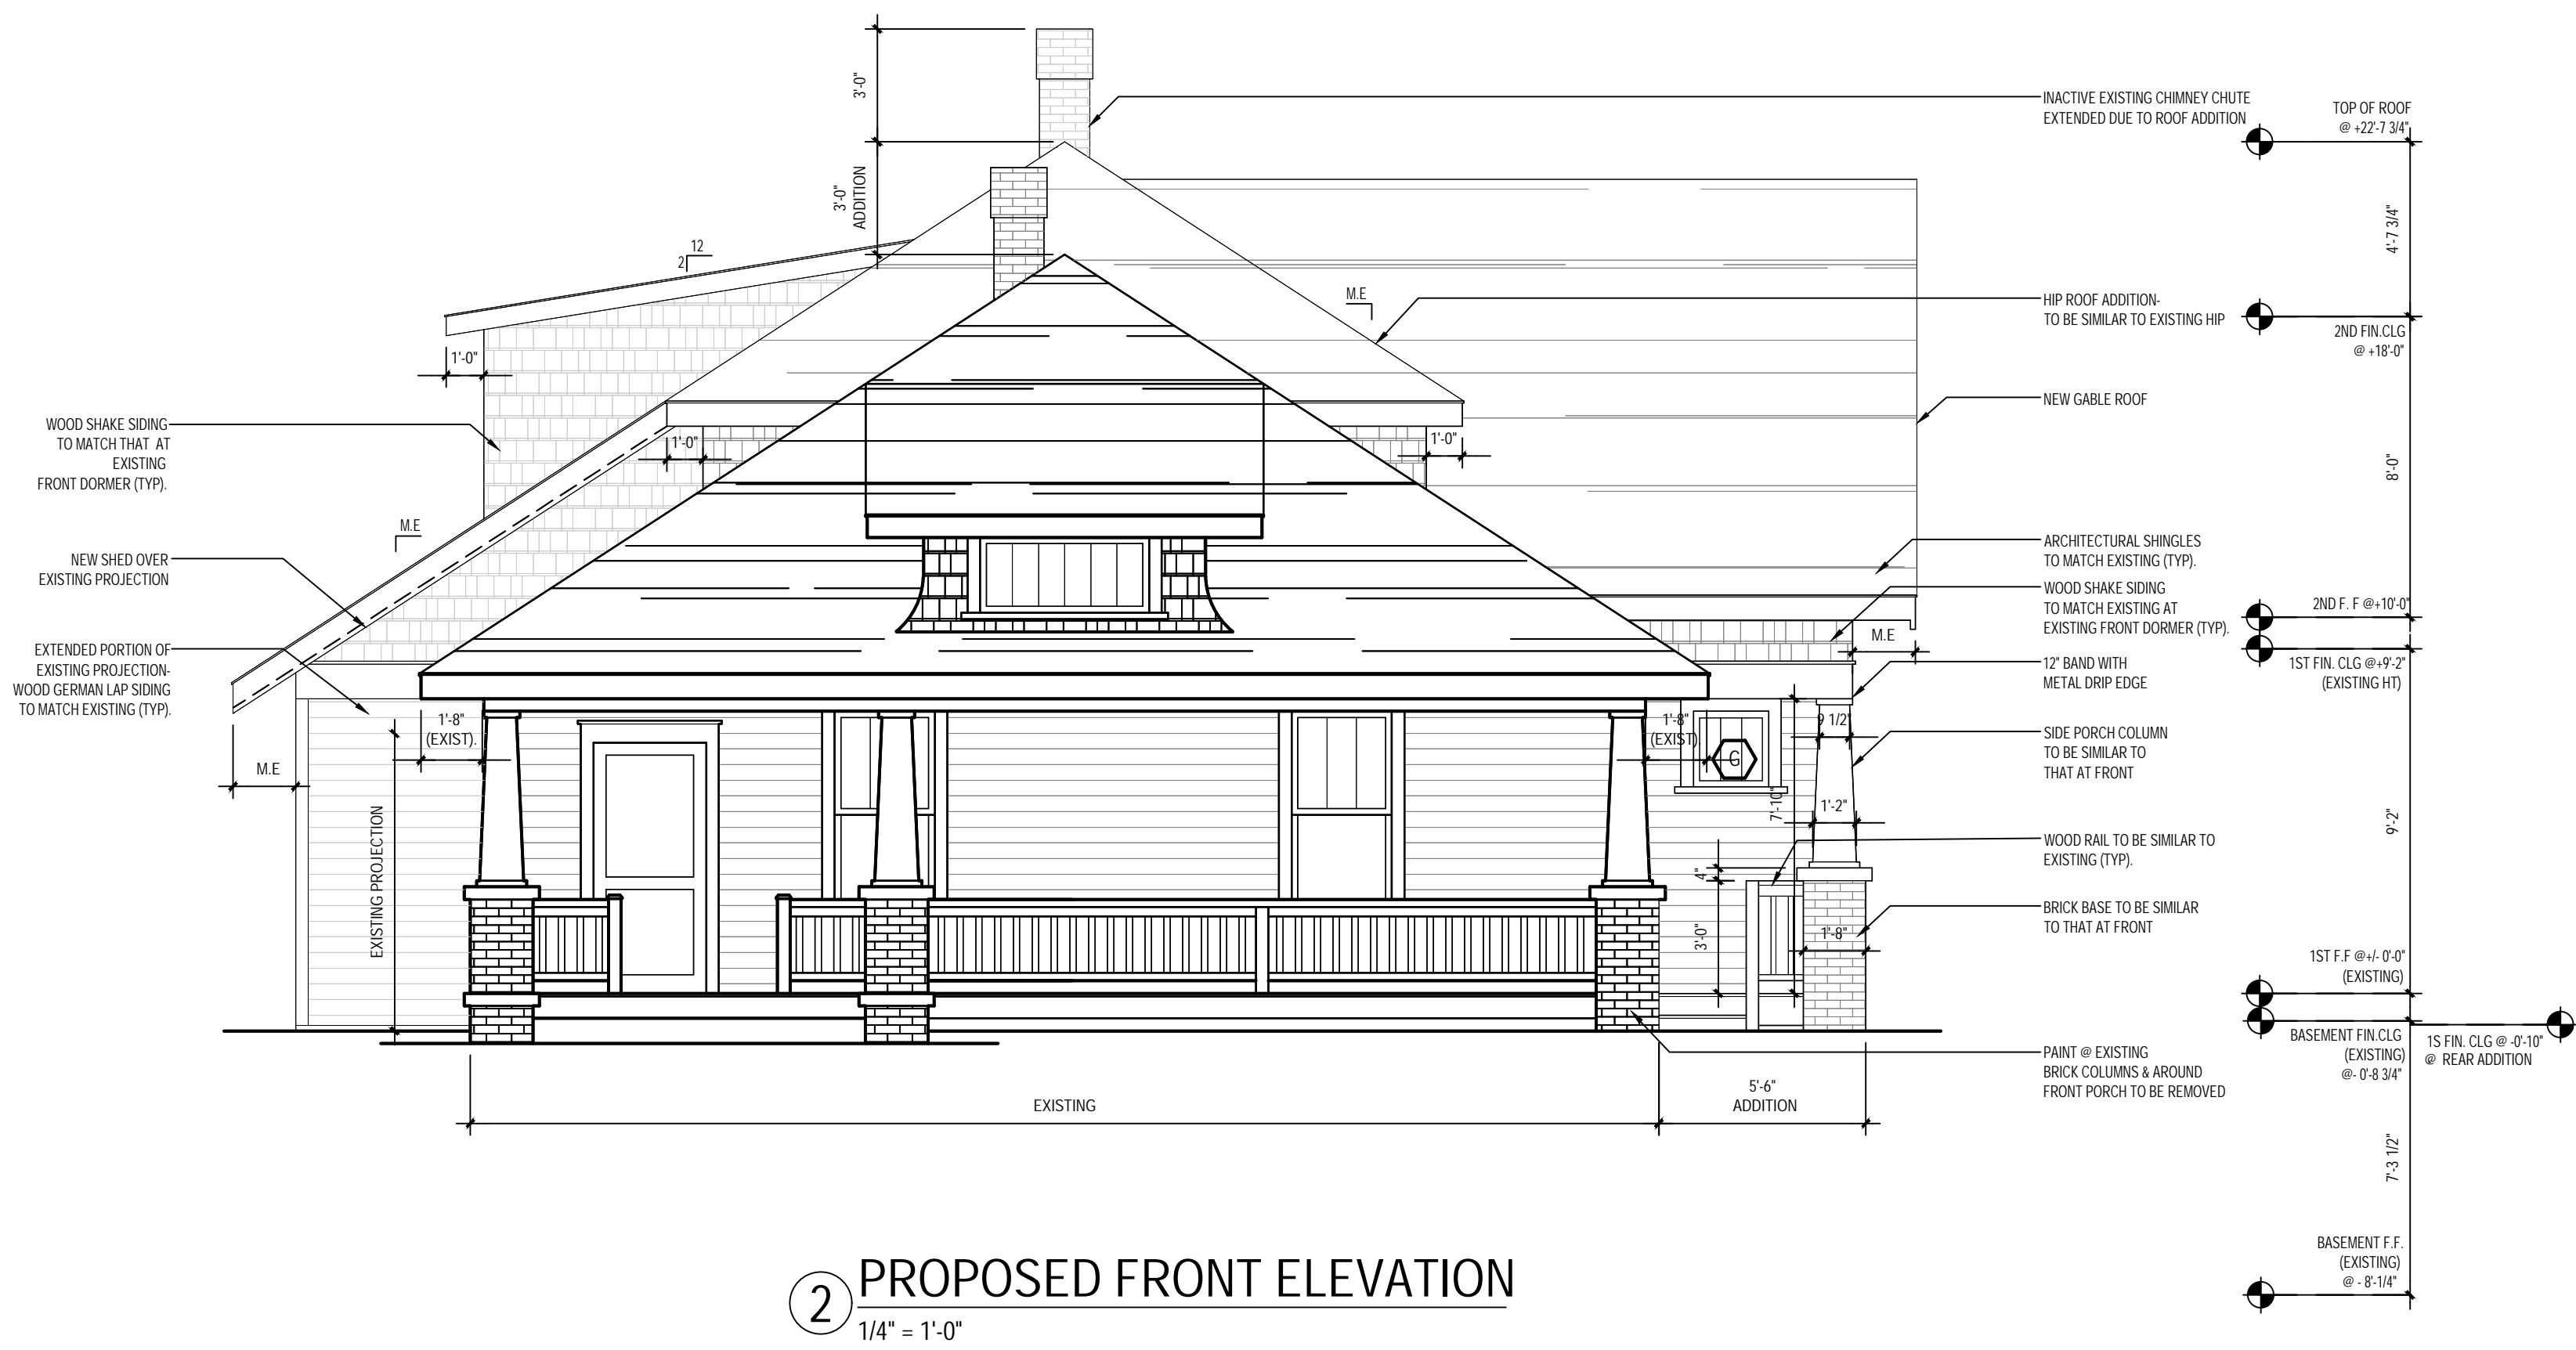 3'-0"
3'-0"
ADDITION
12
2
M.E
1'-0"
1'-0"
1'-0"
WOOD SHAKE SIDING
TO MATCH THAT AT
EXISTING
FRONT DORMER (TYP).
M.E
NEW SHED OVER
EXISTING PROJECTION
EXTENDED PORTION OF
EXISTING PROJECTION-
WOOD GERMAN LAP SIDING
TO MATCH EXISTING (TYP).
M.E
1'-8"
(EXIST).
EXISTING PROJECTION
1'-8"
(EXIST).
G
9 1/2"
7'-10"
1'-2"
4"
3'-0"
1'-8"
M.E
EXISTING
5'-6"
ADDITION
INACTIVE EXISTING CHIMNEY CHUTE
EXTENDED DUE TO ROOF ADDITION
HIP ROOF ADDITION-
TO BE SIMILAR TO EXISTING HIP
NEW GABLE ROOF
ARCHITECTURAL SHINGLES
TO MATCH EXISTING (TYP).
WOOD SHAKE SIDING
TO MATCH EXISTING AT
EXISTING FRONT DORMER (TYP).
12" BAND WITH
METAL DRIP EDGE
SIDE PORCH COLUMN
TO BE SIMILAR TO
THAT AT FRONT
WOOD RAIL TO BE SIMILAR TO
EXISTING (TYP).
BRICK BASE TO BE SIMILAR
TO THAT AT FRONT
PAINT @ EXISTING
BRICK COLUMNS & AROUND
FRONT PORCH TO BE REMOVED
TOP OF ROOF
@ +22'-7 3/4"
4'-7 3/4"
2ND FIN.CLG
@ +18'-0"
8'-0"
2ND F. F @+10'-0"
1ST FIN. CLG @+9'-2"
(EXISTING HT)
9'-2"
1ST F.F @+/- 0'-0"
(EXISTING)
BASEMENT FIN.CLG
(EXISTING)
@- 0'-8 3/4"
1S FIN. CLG @ -0'-10"
@ REAR ADDITION
7'-3 1/2"
BASEMENT F.F.
(EXISTING)
@ - 8'-1/4"
2
PROPOSED FRONT ELEVATION
1/4" = 1'-0"